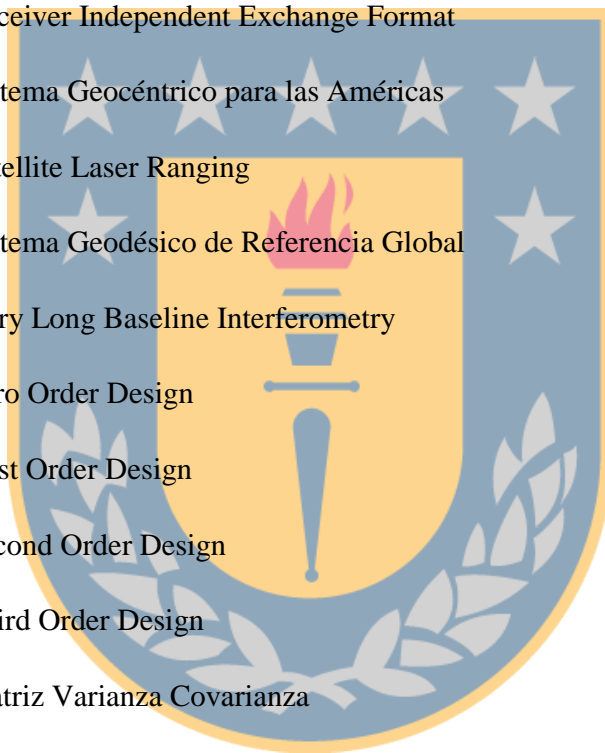 ceiver Independent Exchange Format
tema Geocéntrico para las Américas
tellite Laser Ranging
tema Geodésico de Referencia Global
ry Long Baseline Interferometry
ro Order Design
st Order Design
cond Order Design
ird Order Design
atriz Varianza Covarianza